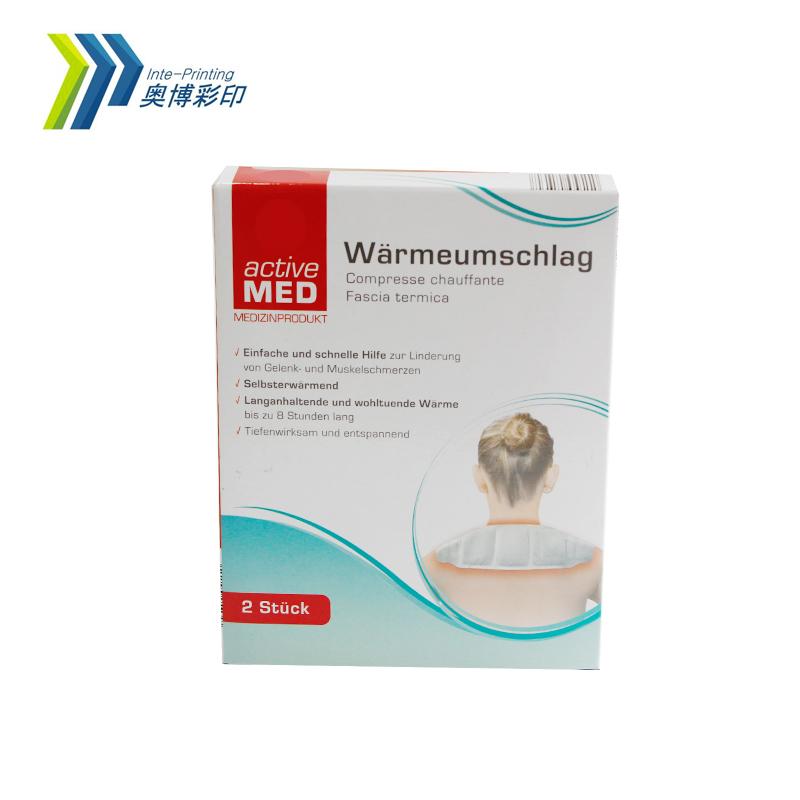 Inte-Printing
奥博彩印
active
MED
MEDIZINPRODUKT
Wärmeumschlag
Compresse chauffante
Fascia termica
√ Einfache und schnelle Hilfe zur Linderung
von Gelenk- und Muskelschmerzen
√ Selbsterwärmend
√ Langanhaltende und wohltuende Wärme
bis zu 8 Stunden lang
√ Tiefenwirksam und entspannend
2 Stück